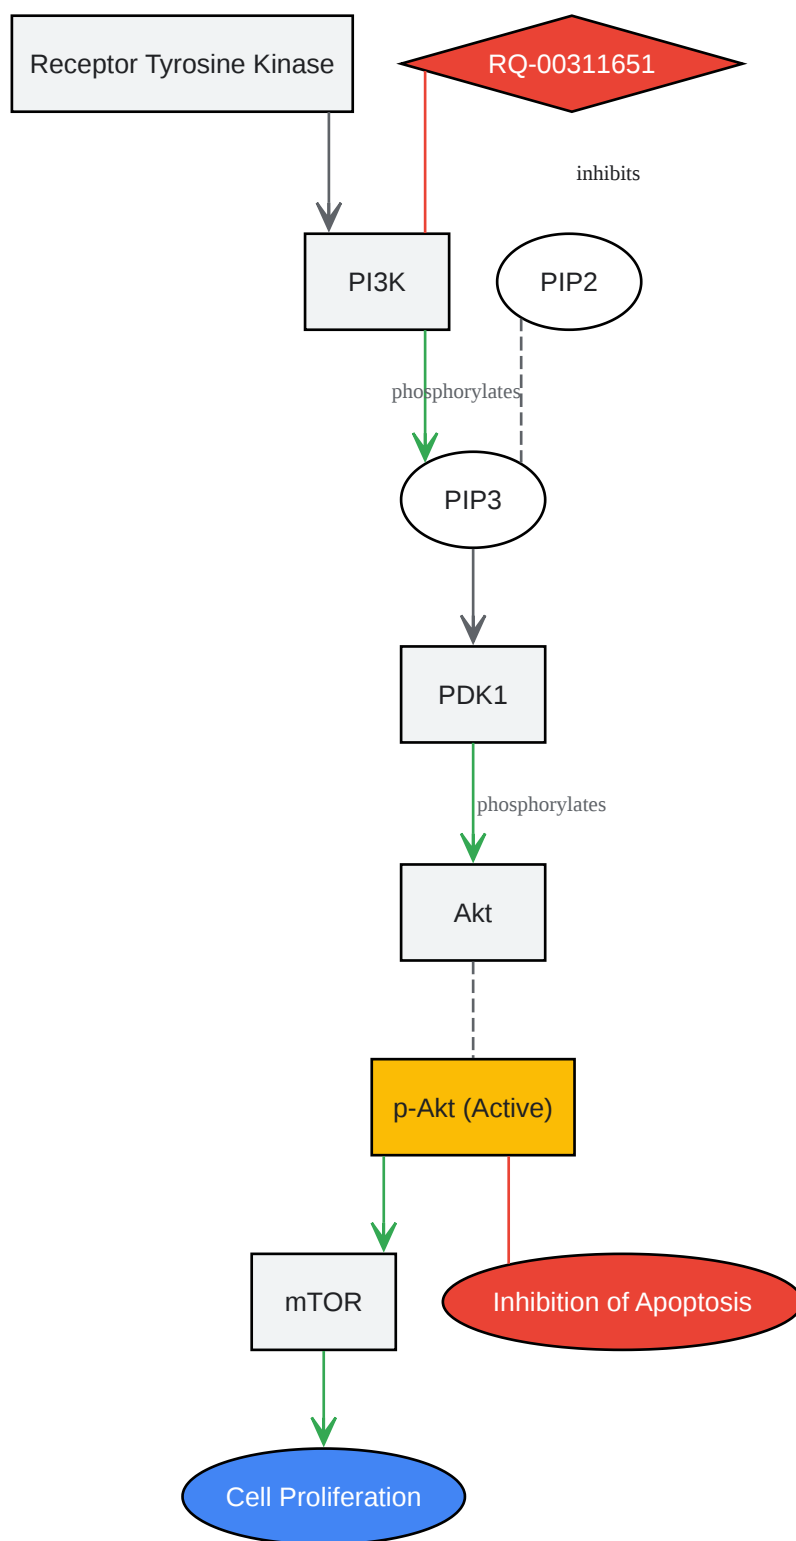 Receptor Tyrosine Kinase
RQ-00311651
inhibits
PI3K
PIP2
phosphorylates
PIP3
PDK1
phosphorylates
Akt
p-Akt (Active)
mTOR
Inhibition of Apoptosis
Cell Proliferation